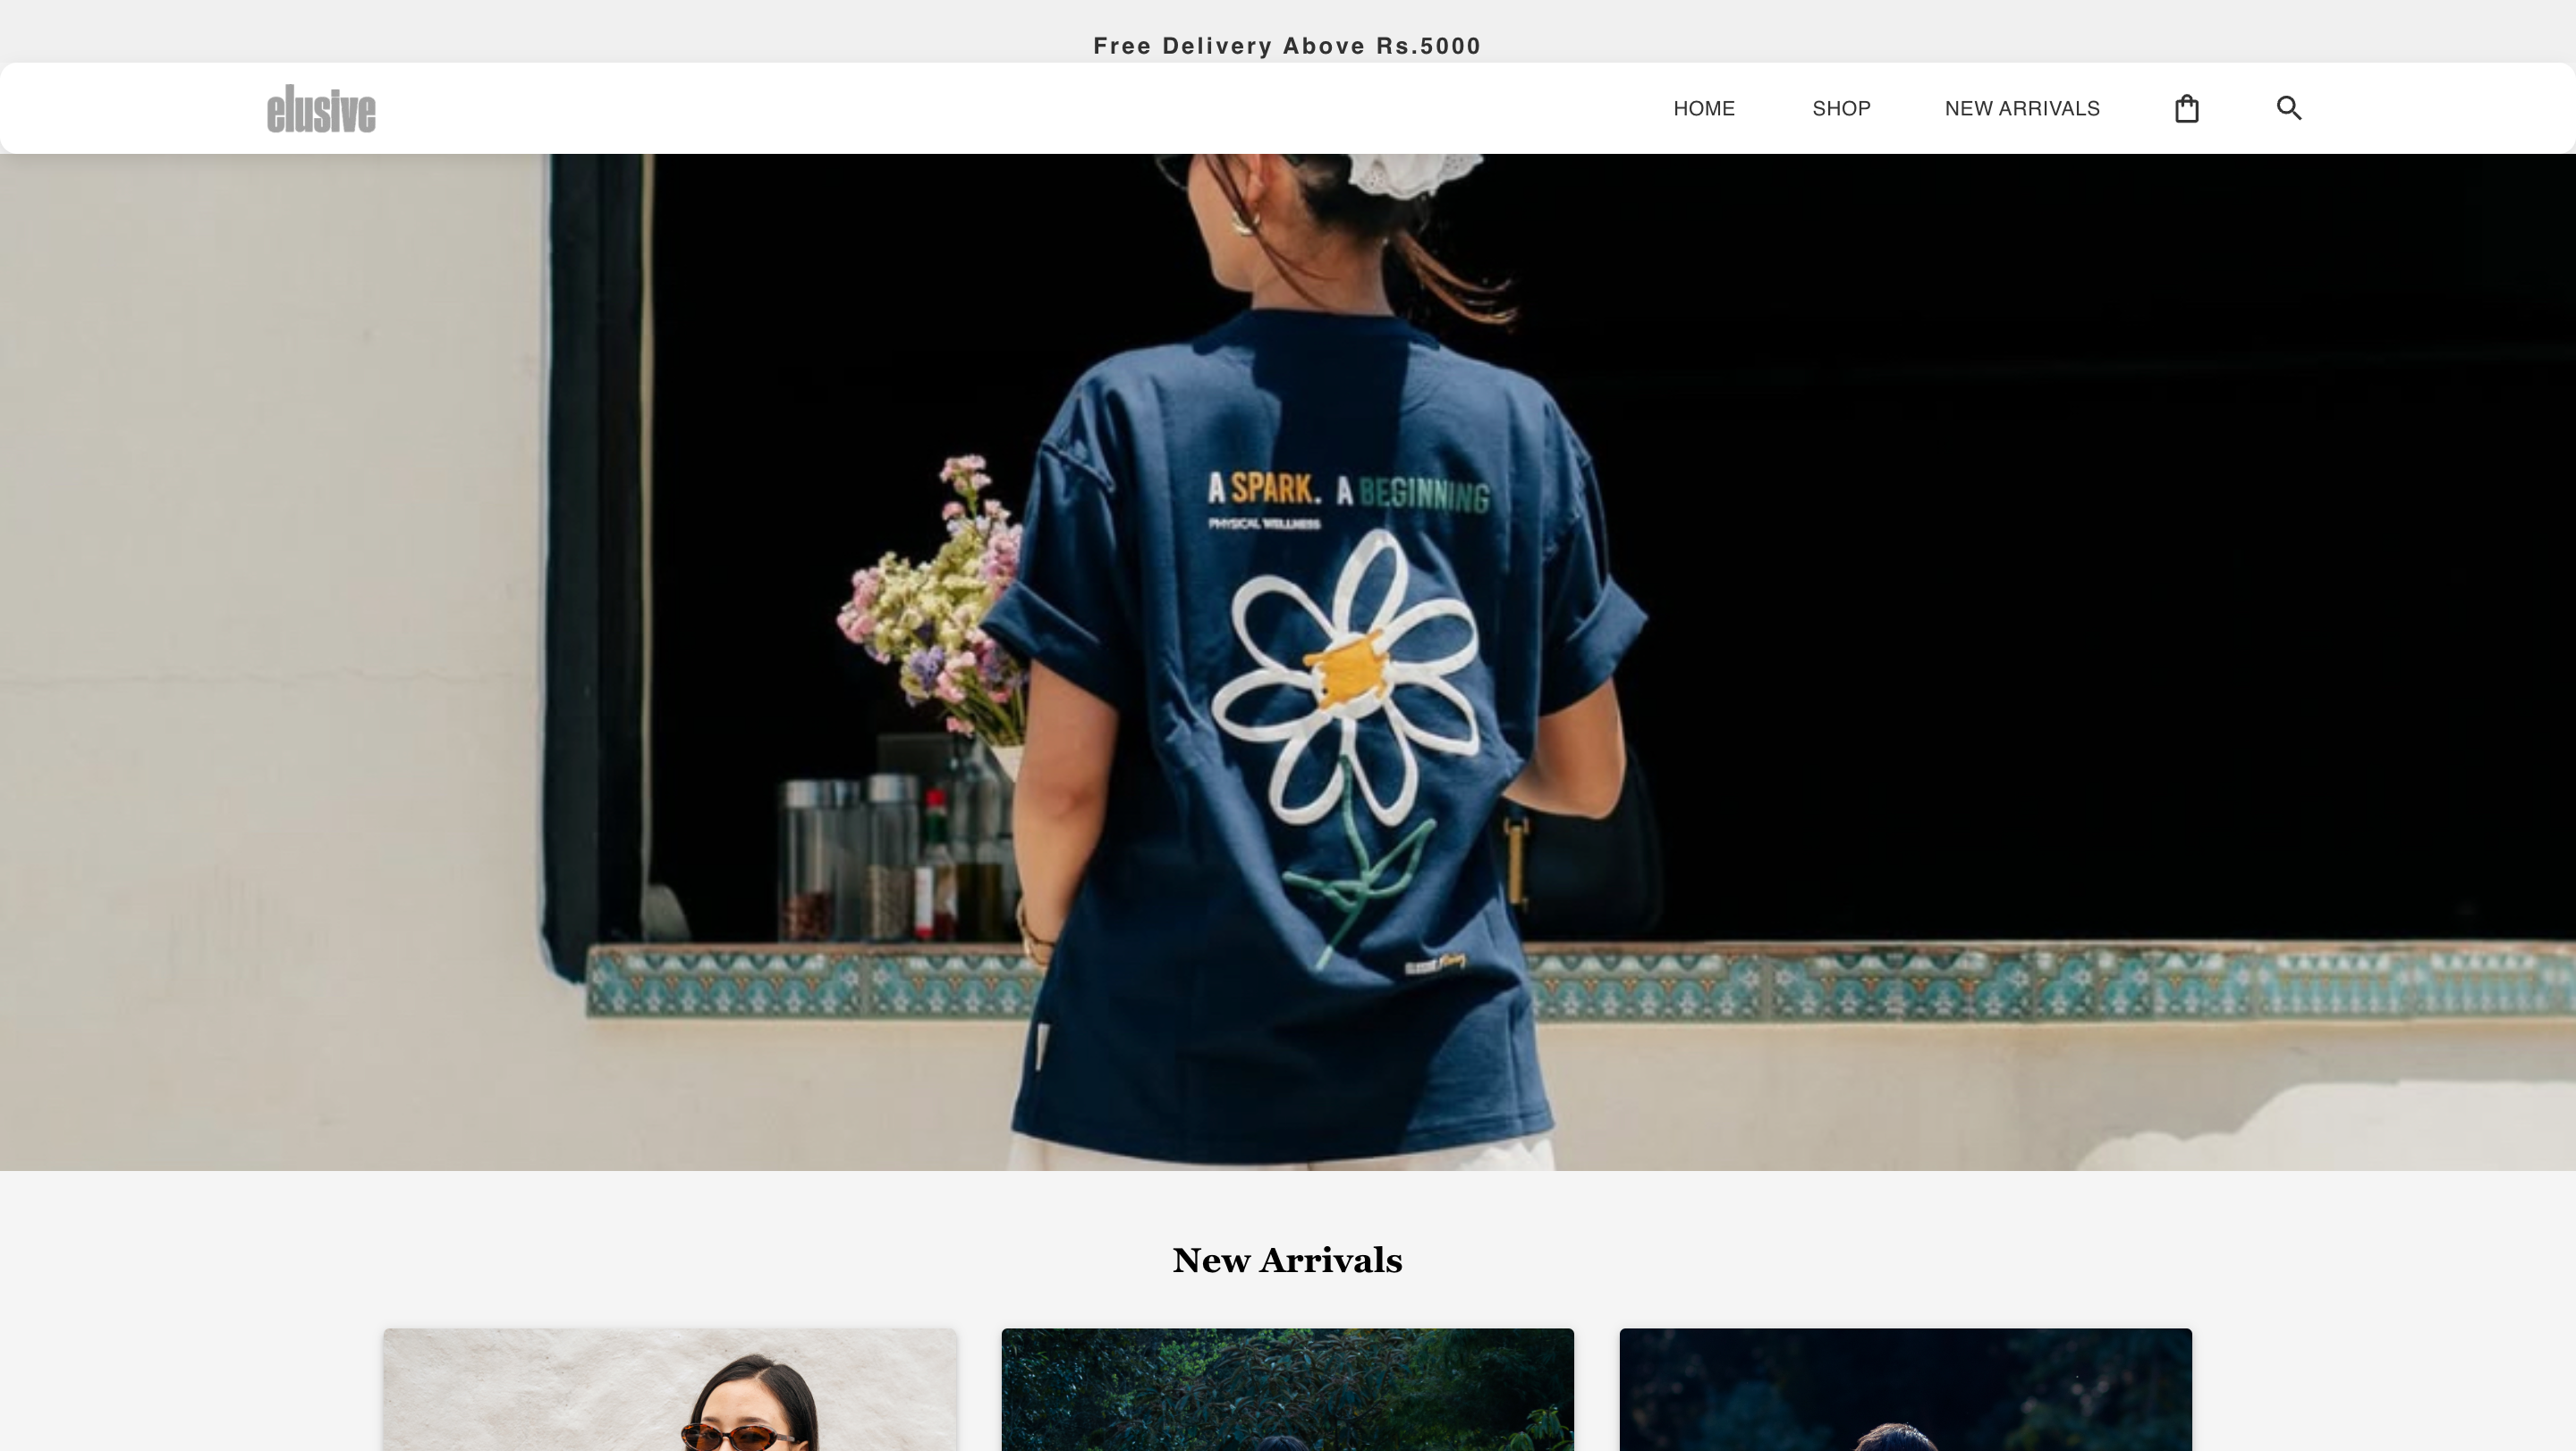 Free Delivery Above Rs.5000
elusive
HOME SHOP NEW ARRIVALS
A SPARK. A BEGINNING
PHYSICAL WELLNESS
New Arrivals